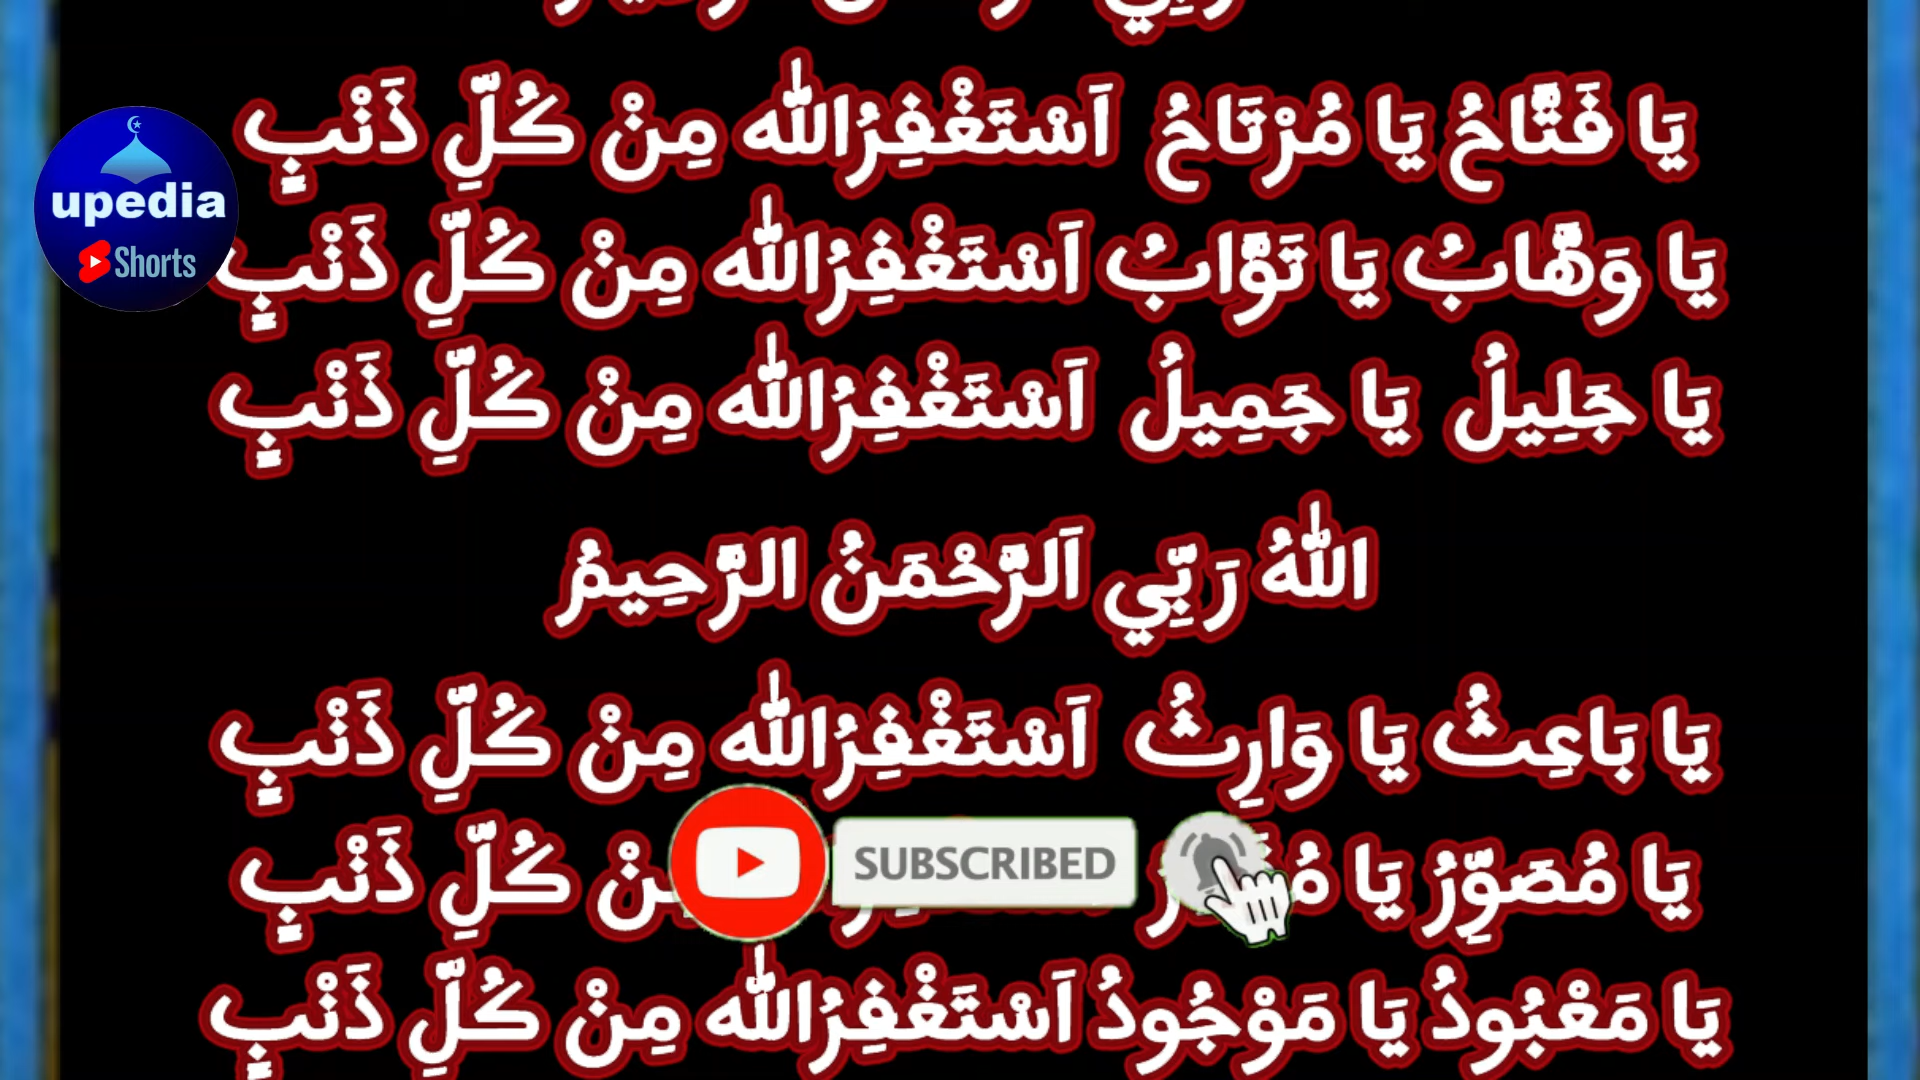 يَا فَتَّاحُ يَا مُرْتَاحُ اَسْتَغْفِرُالله مِنْ كُلِّ ذَنْبٍ
upedia
Shorts
يَا وَهَّابُ يَا تَوَّابُ اَسْتَغْفِرُالله مِنْ كُلِّ ذَنْبٍ
يَا جَلِيلُ يَا جَمِيلُ اَسْتَغْفِرُالله مِنْ كُلِّ ذَنْبٍ
اللهُ رَبِّي اَلرَّحْمَنُ الرَّحِيمُ
يَا بَاعِثُ يَا وَارِثُ اَسْتَغْفِرُالله مِنْ كُلِّ ذَنْبٍ
يَا مُصَوِّرُ يَا كُلِّ ذَنْبٍ
SUBSCRIBED
يَا مَعْبُودُ يَا مَوْجُودُ اَسْتَغْفِرُالله مِنْ كُلِّ ذَنْبٍ